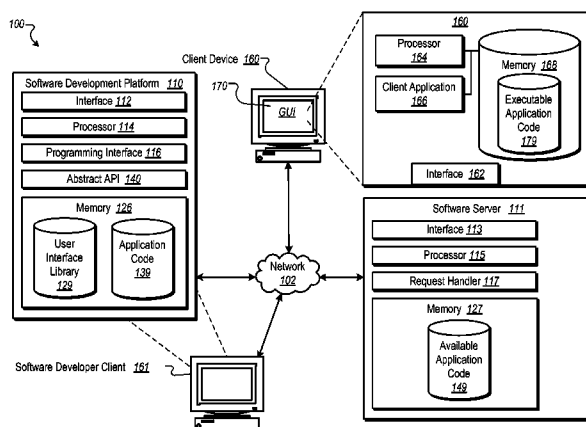 100
Software Development Platform 110
Interface 112
Processor 114
Programming Interface 116
Abstract API 140
Memory 126
User
Interface
Library
129
Application
Code
139
Client Device 160
170
GUI
160
Processor
164
Client Application
166
Memory 168
Executable
Application
Code
179
Interface 162
Network
102
Software Server 111
Interface 113
Processor 115
Request Handler 117
Memory 127
Available
Application
Code
149
Software Developer Client 161